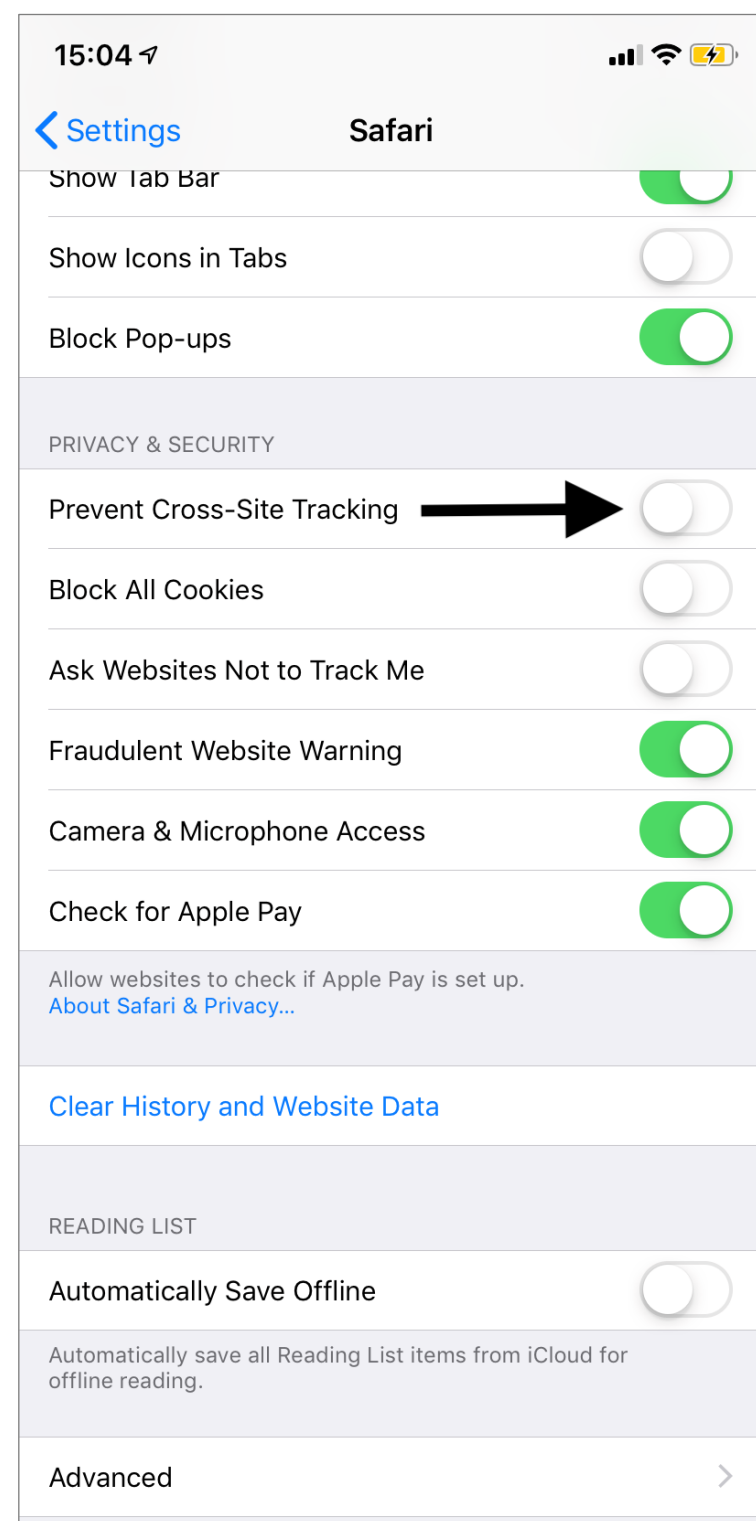 15:04
Settings
Safari
Show Tab Bar
Show Icons in Tabs
Block Pop-ups
PRIVACY & SECURITY
Prevent Cross-Site Tracking
Block All Cookies
Ask Websites Not to Track Me
Fraudulent Website Warning
Camera & Microphone Access
Check for Apple Pay
Allow websites to check if Apple Pay is set up.
About Safari & Privacy...
Clear History and Website Data
READING LIST
Automatically Save Offline
Automatically save all Reading List items from iCloud for
offline reading.
Advanced